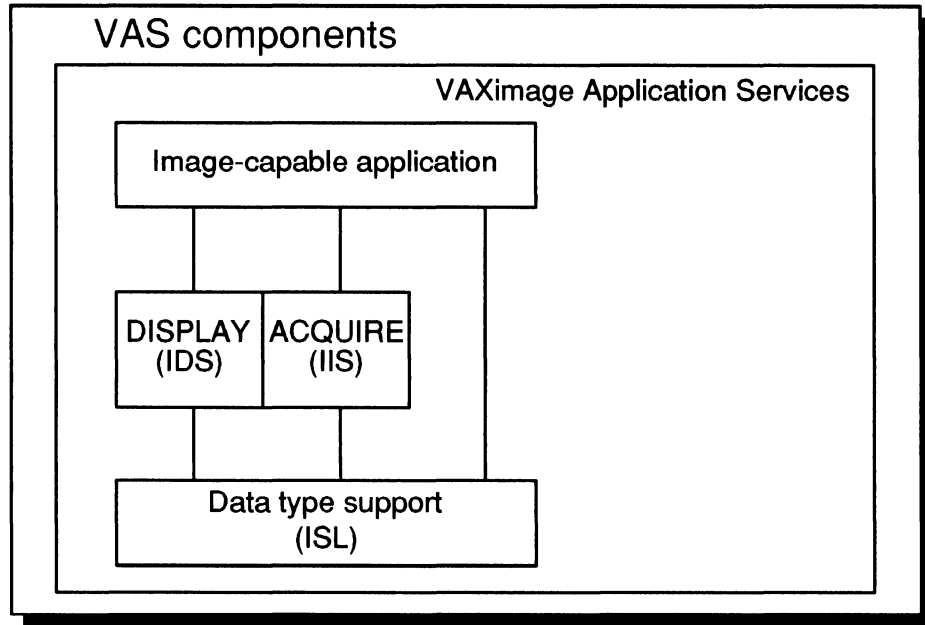 VAS components
VAXimage Application Services
Image-capable application
DISPLAY
(IDS)
ACQUIRE
(IIS)
Data type support
(ISL)